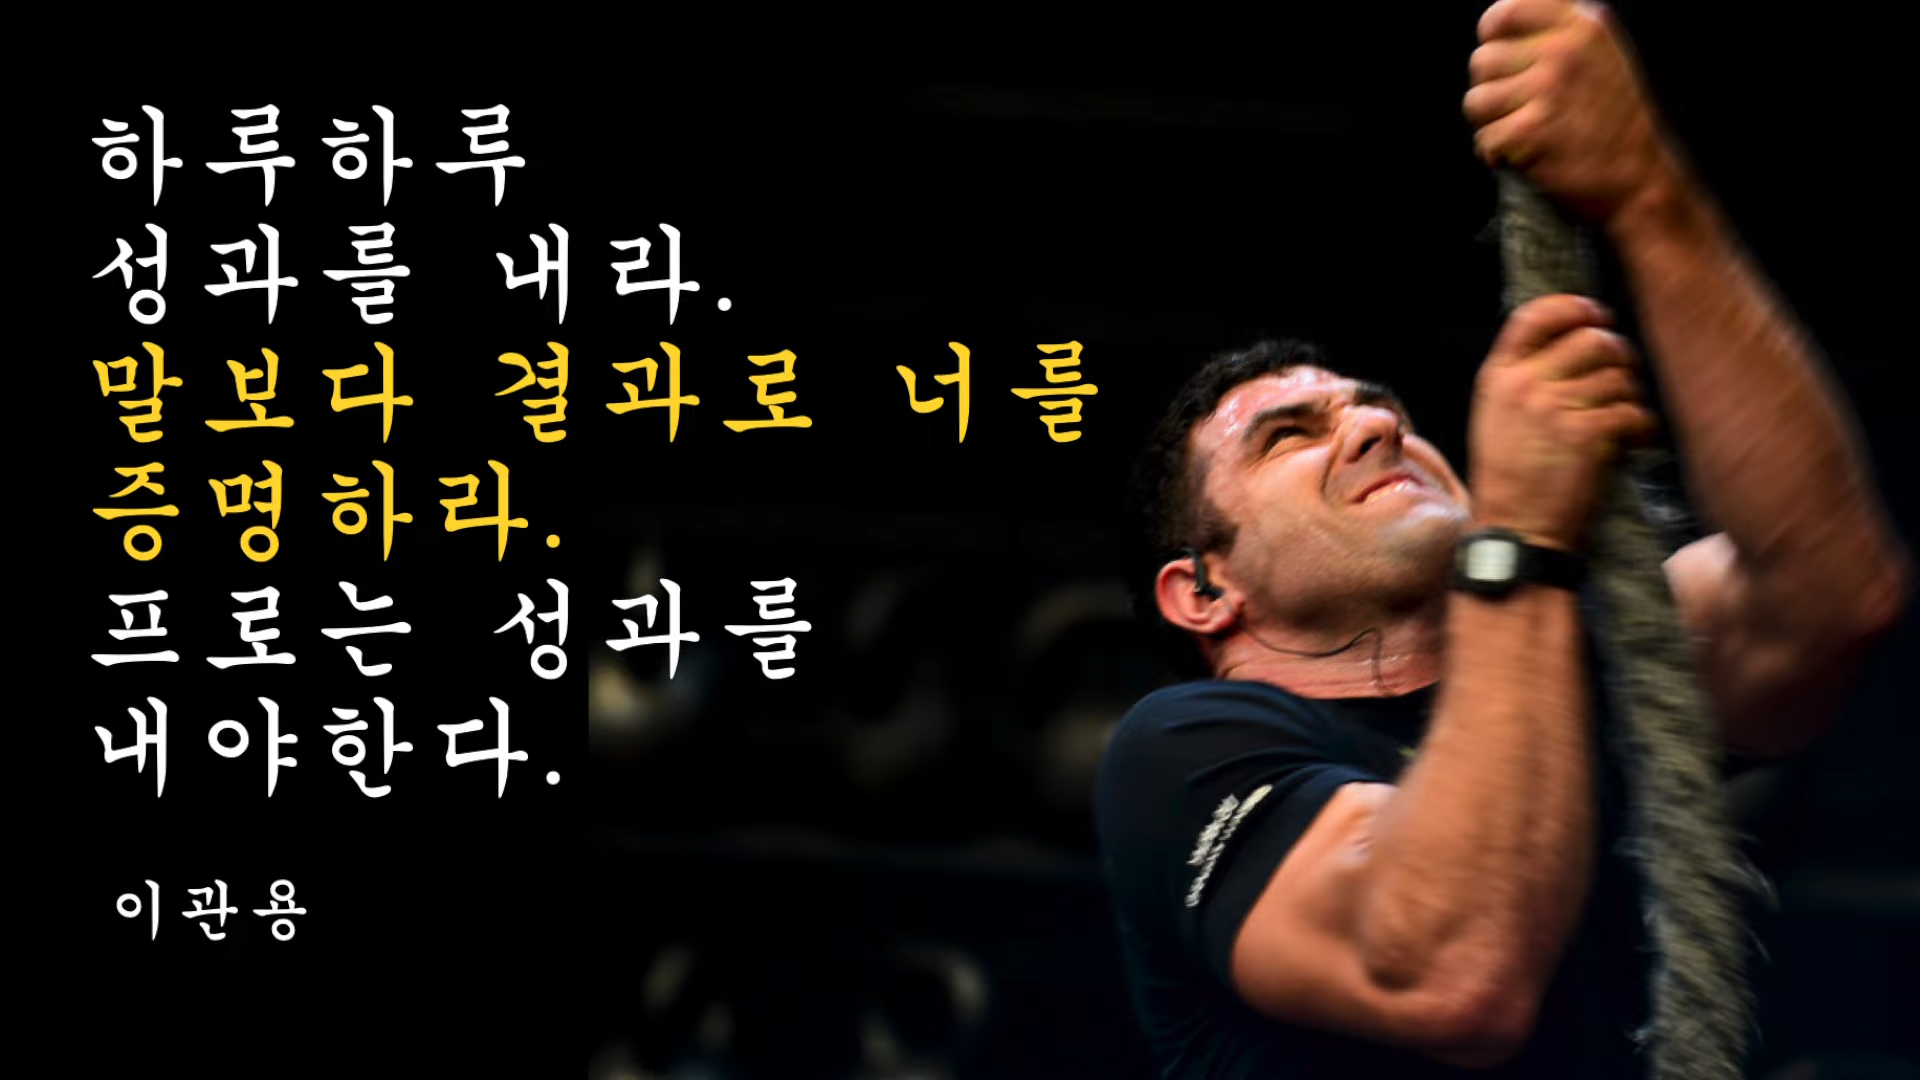 하루하루
성과를 내라.
말보다 결과로 너를
증명하라.
프로는 성과를
내야한다.
이관용